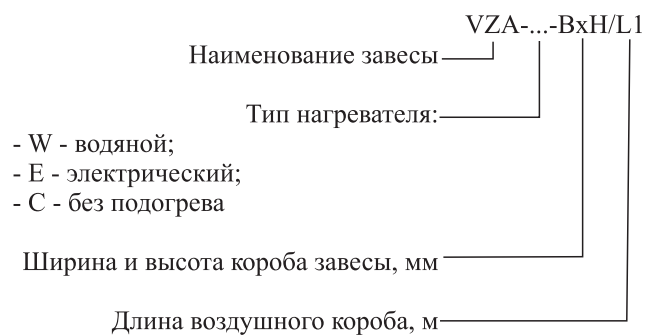 VZA-...-BxH/L1
Наименование завесы
Тип нагревателя:
- W - водяной;
- E - электрический;
- C - без подогрева
Ширина и высота короба завесы, мм
Длина воздушного короба, м